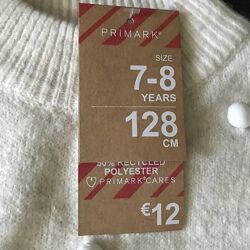 PRIMARK®
SIZE
7-8
YEARS
128
CM
50% RECYCLED
POLYESTER
PRIMARK CARES
€12